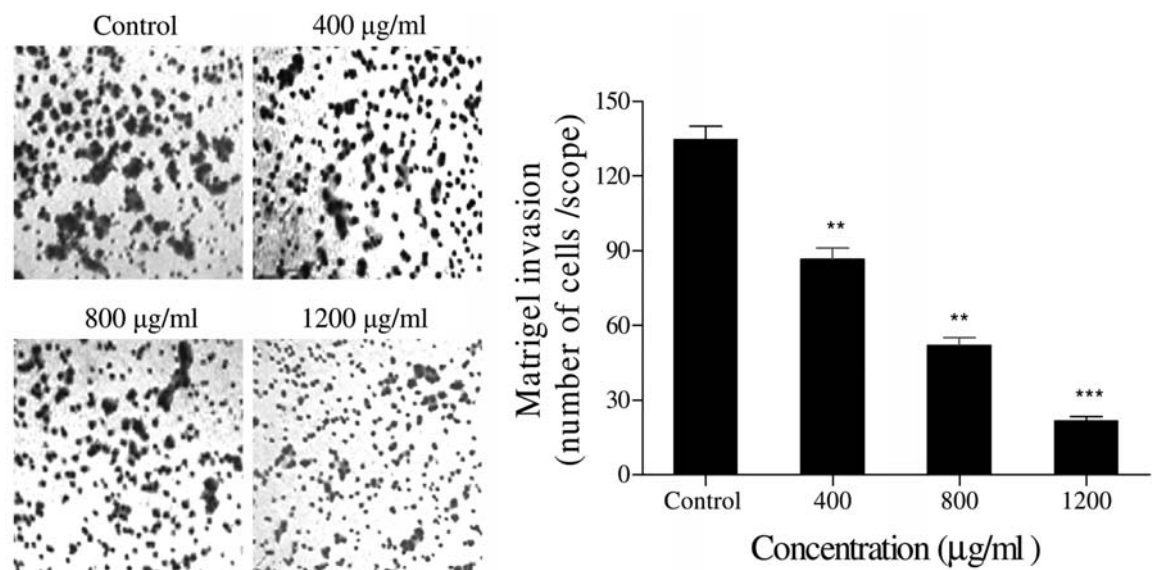 Control
400 μg/ml
800 μg/ml
1200 μg/ml
Matrigel invasion
(number of cells /scope)
150
120
90
60
30
0
**
**
***
Control
400
800
1200
Concentration (μg/ml )